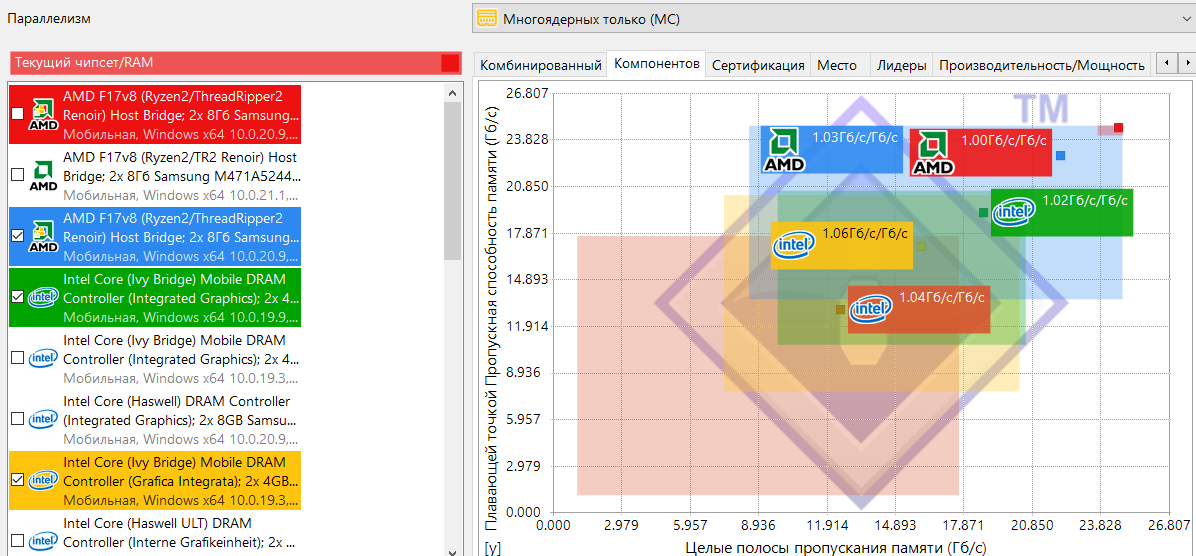 Параллелизм
Многоядерных только (MC)
Текущий чипсет/RAM
Комбинированный
Компонентов
Сертификация
Место
Лидеры
Производительность/Мощность
AMD F17v8 (Ryzen2/ThreadRipper2
Renoir) Host Bridge; 2x 8Гб Samsung...
Мобильная, Windows x64 10.0.20.9,...
AMD F17v8 (Ryzen2/TR2 Renoir) Host
Bridge; 2x 8Гб Samsung M471A5244...
Мобильная, Windows x64 10.0.21.1,...
AMD F17v8 (Ryzen2/ThreadRipper2
Renoir) Host Bridge; 2x 8Гб Samsung...
Мобильная, Windows x64 10.0.20.9,...
Intel Core (Ivy Bridge) Mobile DRAM
Controller (Integrated Graphics); 2x 4...
Мобильная, Windows x64 10.0.19.9,...
Intel Core (Ivy Bridge) Mobile DRAM
Controller (Integrated Graphics); 2x 4...
Мобильная, Windows x64 10.0.19.3,...
Intel Core (Haswell) DRAM Controller
(Integrated Graphics); 2x 8GB Samsu...
Мобильная, Windows x64 10.0.20.9,...
Intel Core (Ivy Bridge) Mobile DRAM
Controller (Grafica Integrata); 2x 4GB...
Мобильная, Windows x64 10.0.19.3,...
Intel Core (Haswell ULT) DRAM
Controller (Interne Grafikeinheit); 2x...
AMD
AMD
AMD
intel
intel
intel
intel
intel
Плавающей точкой Пропускная способность памяти (Гб/с)
26.807
23.828
20.850
17.871
14.893
11.914
8.936
5.957
2.979
0.000
TM
AMD 1.03Гб/с/Гб/с
AMD 1.00Гб/с/Гб/с
intel 1.02Гб/с/Гб/с
intel 1.06Гб/с/Гб/с
intel 1.04Гб/с/Гб/с
0.000 2.979 5.957 8.936 11.914 14.893 17.871 20.850 23.828 26.807
[y]
Целые полосы пропускания памяти (Гб/с)